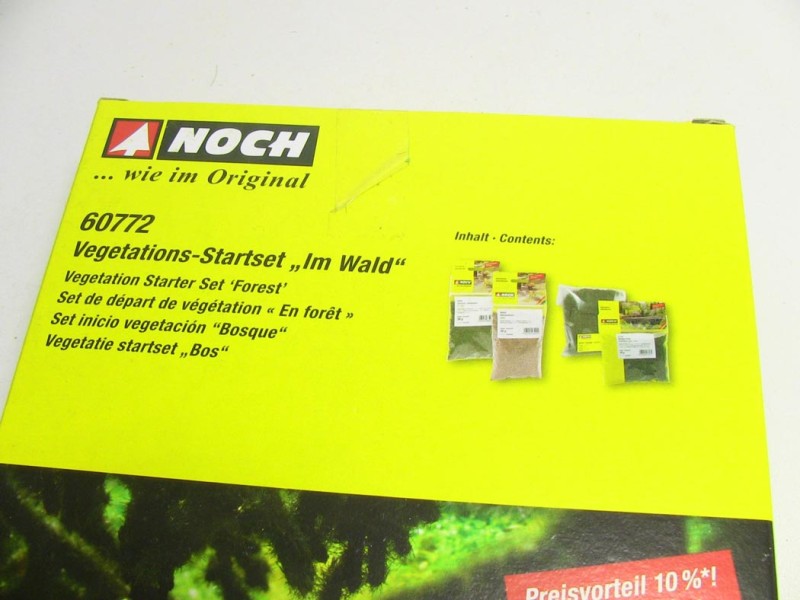 NOCH
... wie im Original
60772
Vegetations-Startset „Im Wald“
Vegetation Starter Set ‘Forest’
Set de départ de végétation « En forêt »
Set inicio vegetación “Bosque“
Vegetatie startset „Bos“
Inhalt · Contents:
Preisvorteil 10 %*!